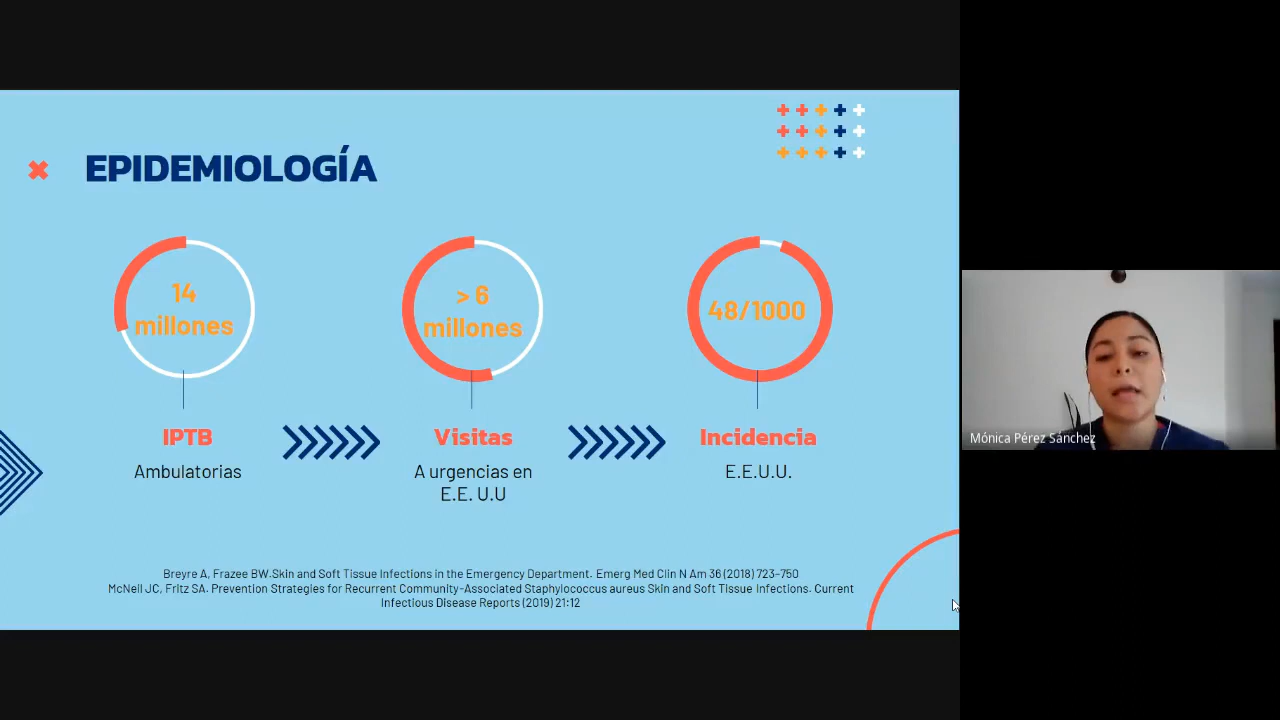 EPIDEMIOLOGÍA
14
millones
> 6
millones
48/1000
IPTB
Visitas
Incidencia
Ambulatorias
A urgencias en
E.E. U.U
E.E.U.U.
Breyre A, Frazee BW.Skin and Soft Tissue Infections in the Emergency Department. Emerg Med Clin N Am 36 (2018) 723–750
McNeil JC, Fritz SA. Prevention Strategies for Recurrent Community-Associated Staphylococcus aureus Skin and Soft Tissue Infections. Current
Infectious Disease Reports (2019) 21:12
Mónica Pérez Sánchez